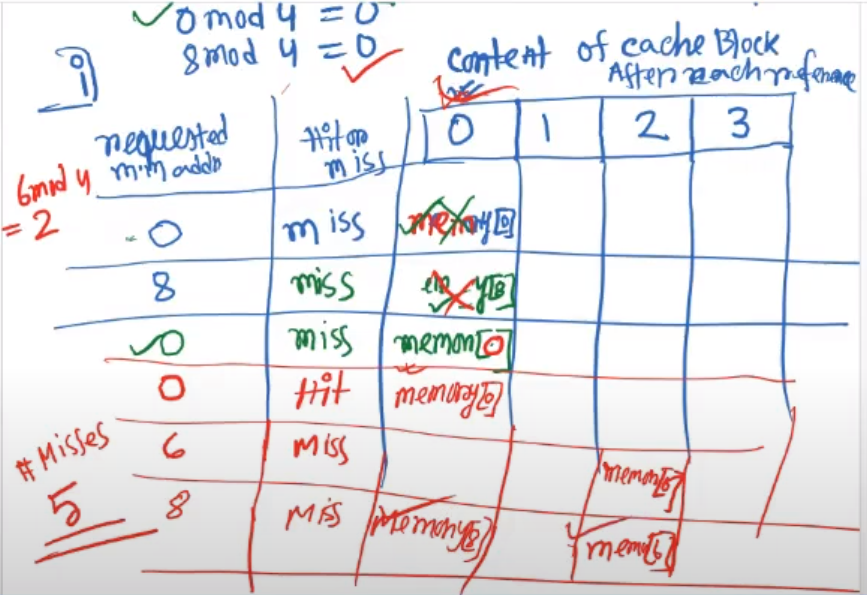 ✓ 0 mod 4 = 0
8 mod 4 = 0 ✓
i)
content of cache Block
After each reference
requested
m.m addr
Hit or
miss
0 1 2 3
6 mod 4
= 2
0 miss memory[0]
8 miss memory[8]
✓0 miss memory[0]
0 Hit memory[0]
6 Miss memory[6]
8 Miss Memory[8] memory[6]
# Misses
5